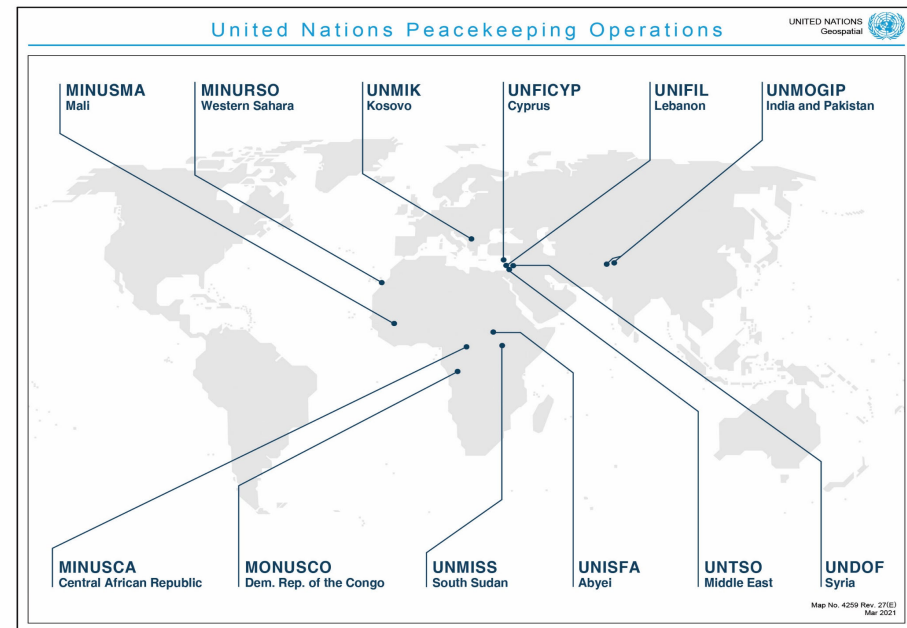 United Nations Peacekeeping Operations
UNITED NATIONS
Geospatial
MINUSMA
Mali
MINURSO
Western Sahara
UNMIK
Kosovo
UNFICYP
Cyprus
UNIFIL
Lebanon
UNMOGIP
India and Pakistan
MINUSCA
Central African Republic
MONUSCO
Dem. Rep. of the Congo
UNMISS
South Sudan
UNISFA
Abyei
UNTSO
Middle East
UNDOF
Syria
Map No. 4259 Rev. 27(E)
Mar 2021